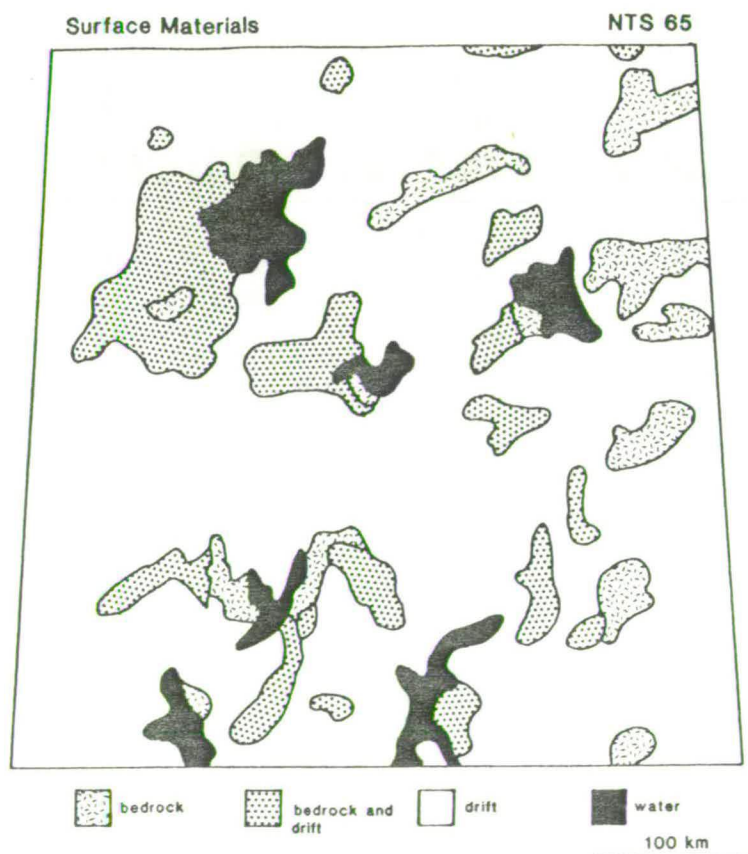 Surface Materials
NTS 65
bedrock
bedrock and
drift
drift
water
100 km